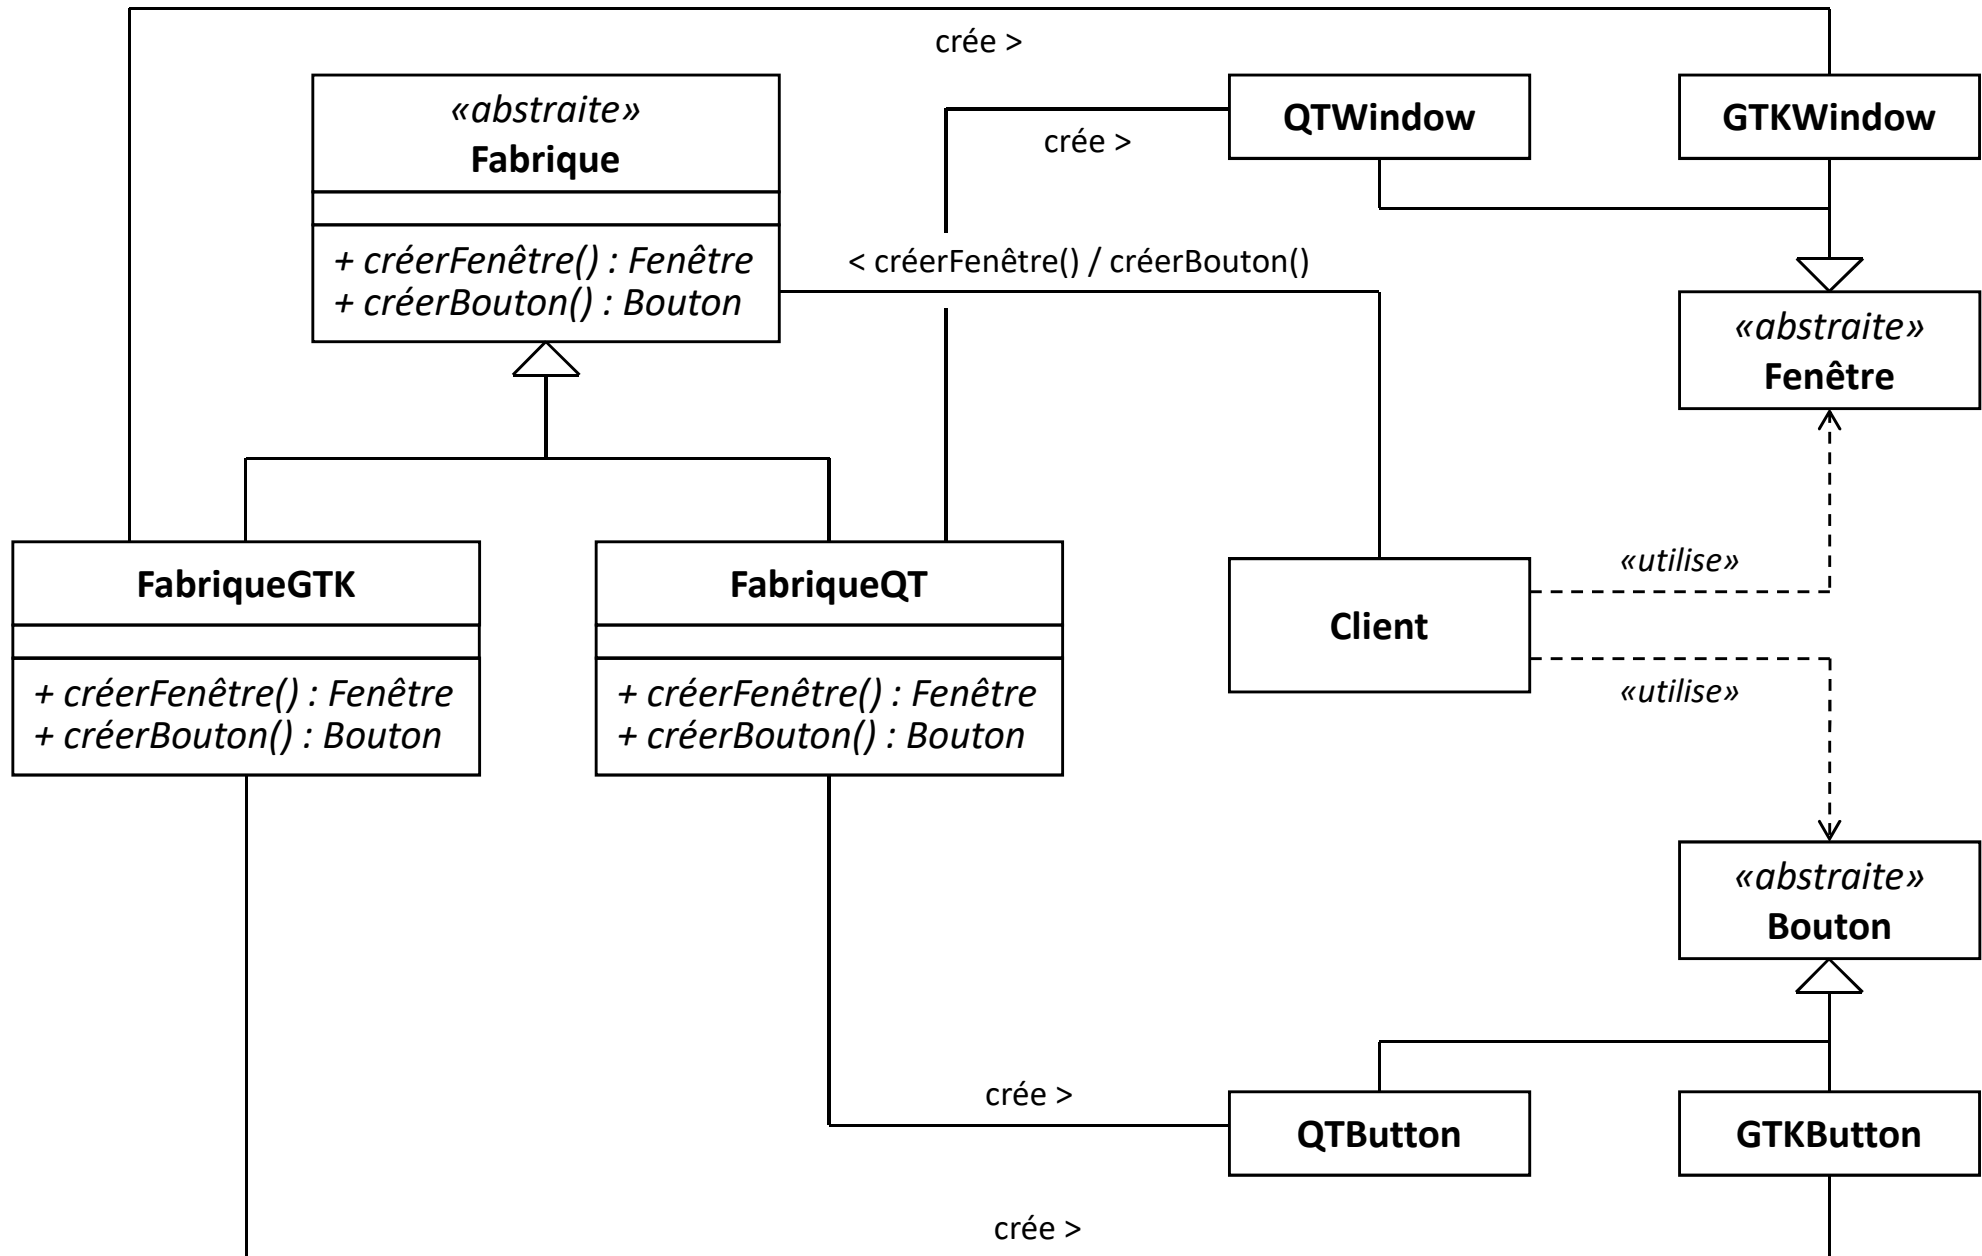 crée >
«abstraite»
Fabrique
+ créerFenêtre() : Fenêtre
+ créerBouton() : Bouton
crée >
QTWindow
GTKWindow
< créerFenêtre() / créerBouton()
«abstraite»
Fenêtre
FabriqueGTK
+ créerFenêtre() : Fenêtre
+ créerBouton() : Bouton
FabriqueQT
+ créerFenêtre() : Fenêtre
+ créerBouton() : Bouton
Client
«utilise»
«utilise»
«abstraite»
Bouton
crée >
QTButton
GTKButton
crée >